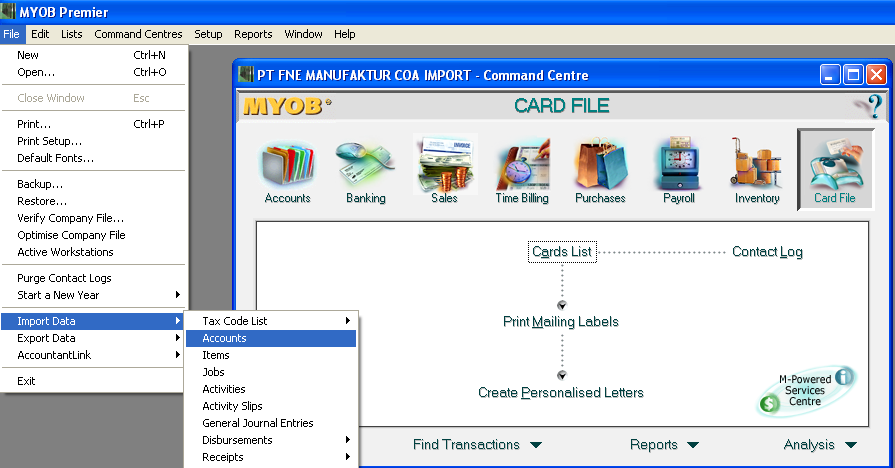 MYOB Premier
File Edit Lists Command Centres Setup Reports Window Help
New Ctrl+N
Open... Ctrl+O
Close Window Esc
Print... Ctrl+P
Print Setup...
Default Fonts...
Backup...
Restore...
Verify Company File...
Optimise Company File
Active Workstations
Purge Contact Logs
Start a New Year
Import Data
Export Data
AccountantLink
Exit
Tax Code List
Accounts
Items
Jobs
Activities
Activity Slips
General Journal Entries
Disbursements
Receipts
PT FNE MANUFAKTUR COA IMPORT - Command Centre
MYOB® CARD FILE ?
Accounts Banking Sales Time Billing Purchases Payroll Inventory Card File
INVOICE
Cards List Contact Log
Print Mailing Labels
Create Personalised Letters
M-Powered
Services
Centre
i
$
Find Transactions Reports Analysis